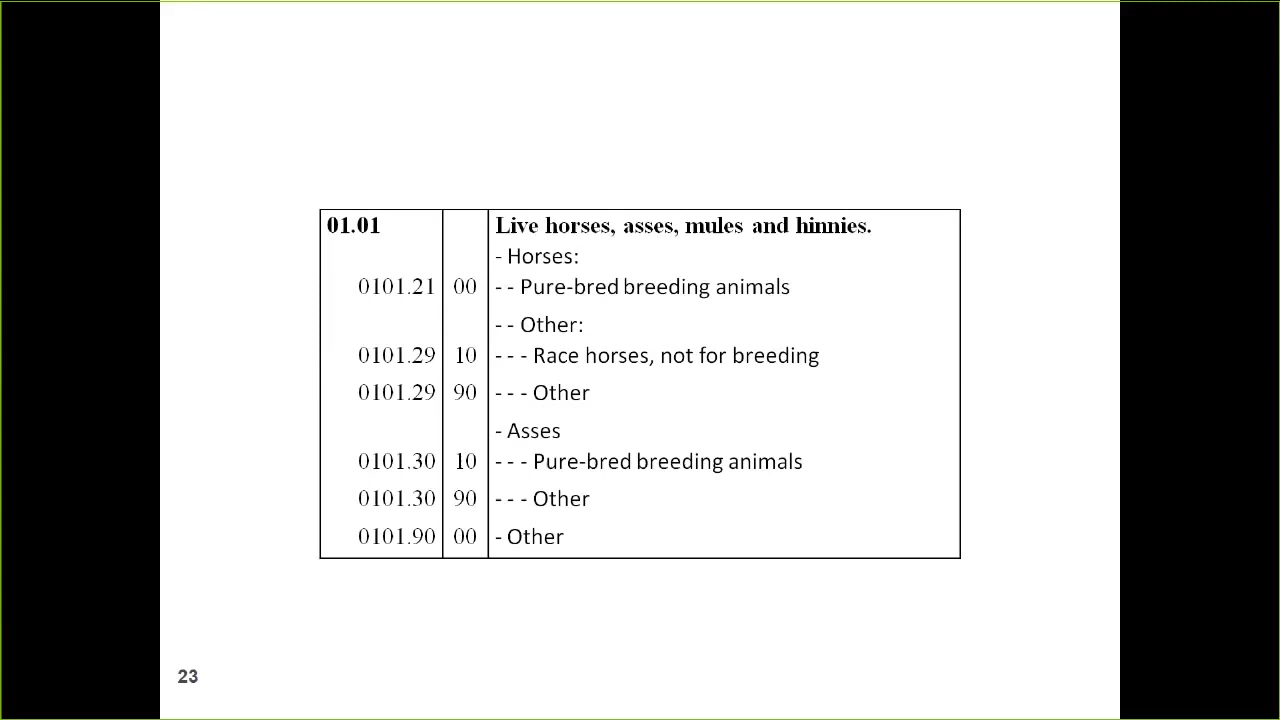 01.01 Live horses, asses, mules and hinnies.
- Horses:
0101.21 00 - - Pure-bred breeding animals
- - Other:
0101.29 10 - - - Race horses, not for breeding
0101.29 90 - - - Other
- Asses
0101.30 10 - - - Pure-bred breeding animals
0101.30 90 - - - Other
0101.90 00 - Other
23